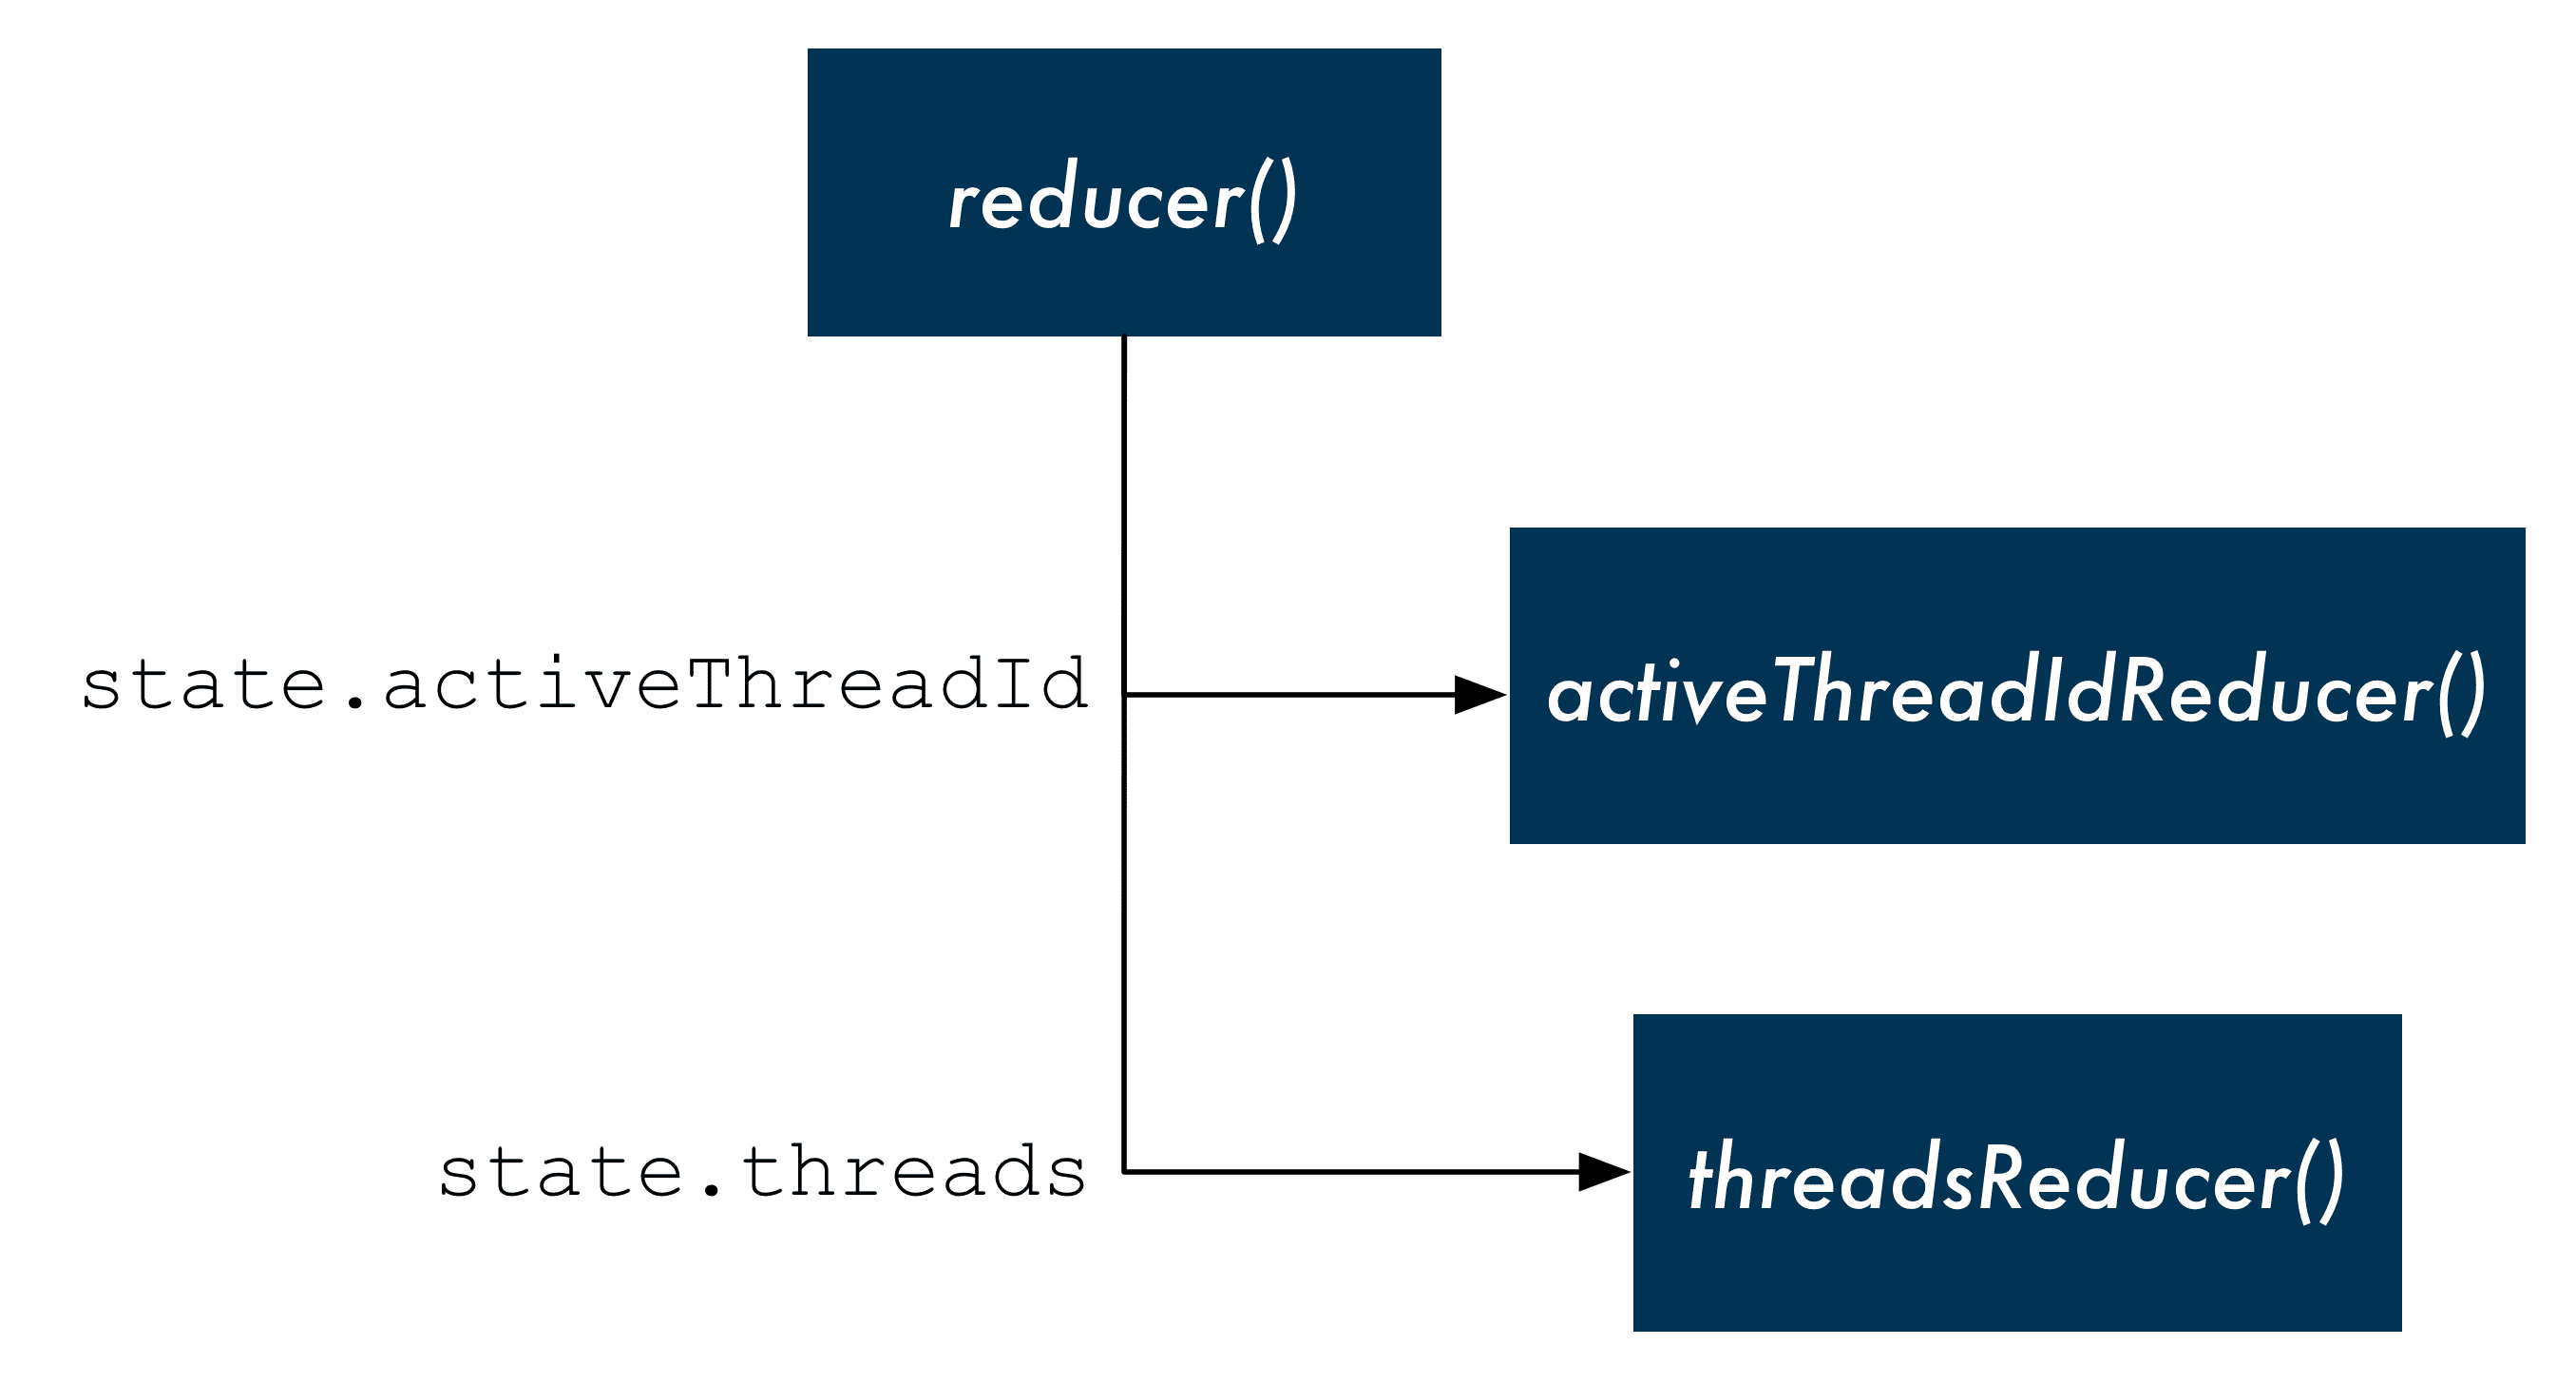 reducer()
state.activeThreadId
activeThreadIdReducer()
state.threads
threadsReducer()